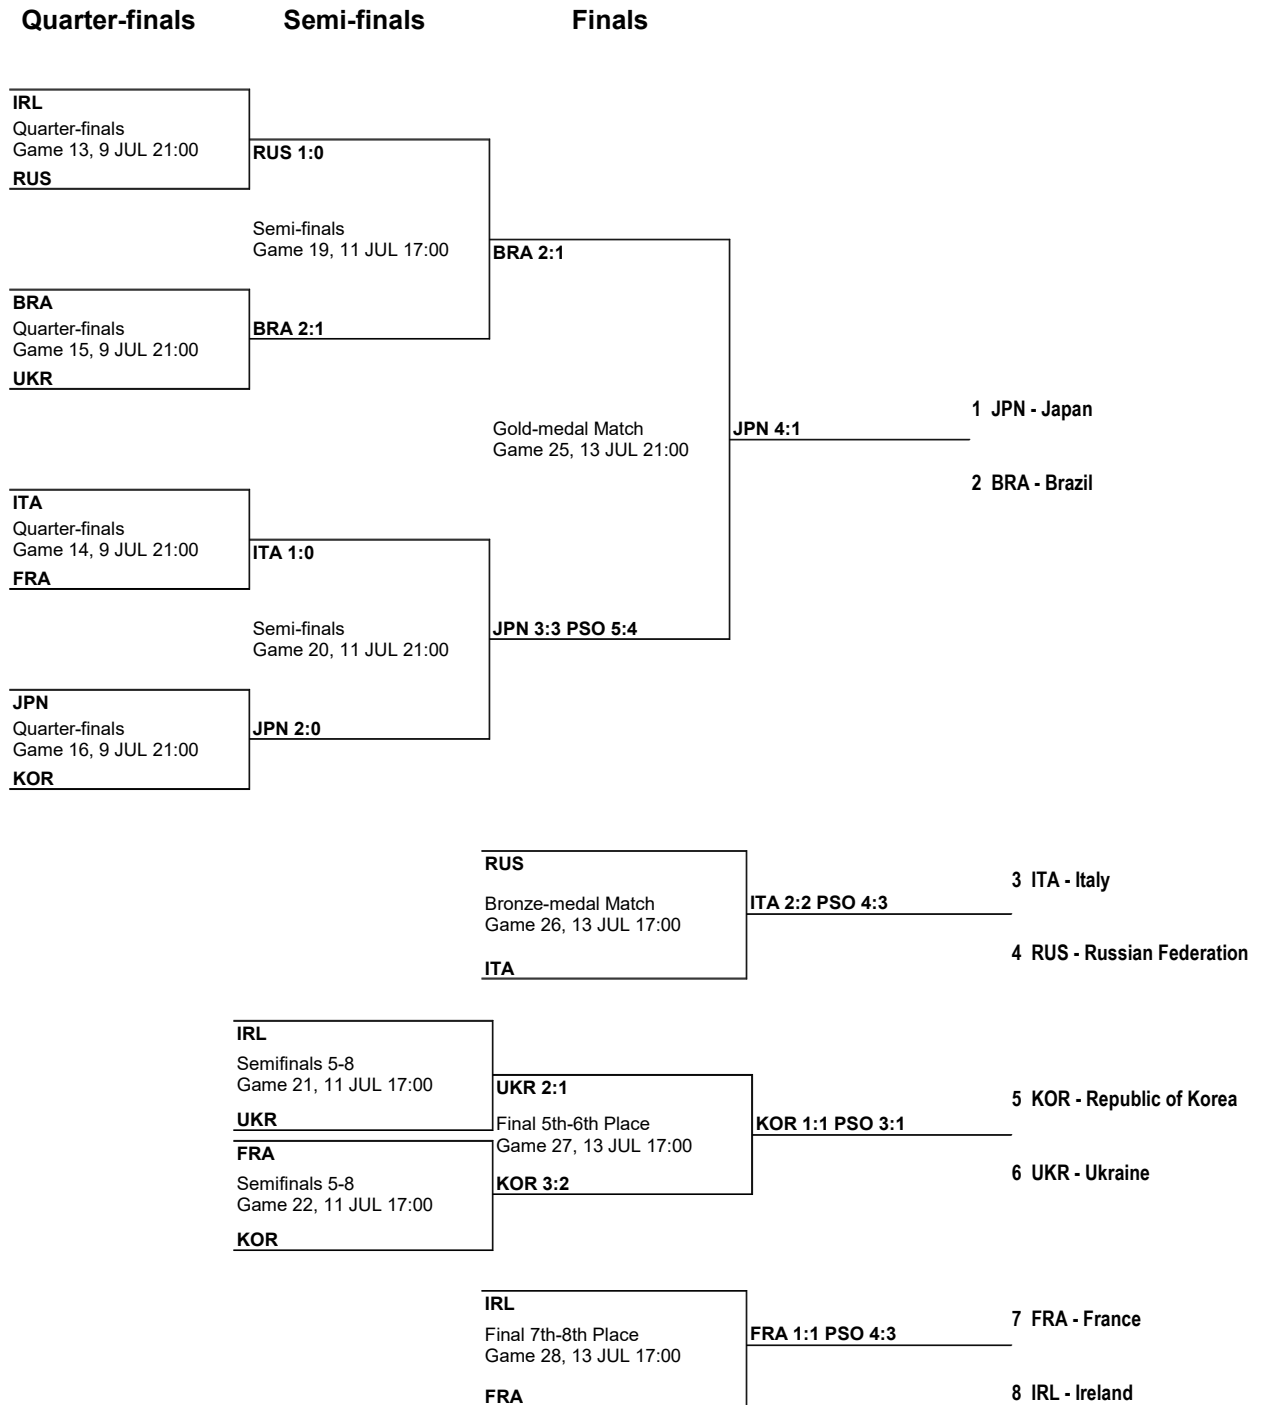 Quarter-finals Semi-finals Finals
IRL
Quarter-finals
Game 13, 9 JUL 21:00
RUS
RUS 1:0
Semi-finals
Game 19, 11 JUL 17:00
BRA 2:1
BRA
Quarter-finals
Game 15, 9 JUL 21:00
UKR
BRA 2:1
Gold-medal Match
Game 25, 13 JUL 21:00
JPN 4:1
1 JPN - Japan
2 BRA - Brazil
ITA
Quarter-finals
Game 14, 9 JUL 21:00
FRA
ITA 1:0
Semi-finals
Game 20, 11 JUL 21:00
JPN 3:3 PSO 5:4
JPN
Quarter-finals
Game 16, 9 JUL 21:00
KOR
JPN 2:0
RUS
Bronze-medal Match
Game 26, 13 JUL 17:00
ITA
ITA 2:2 PSO 4:3
3 ITA - Italy
4 RUS - Russian Federation
IRL
Semifinals 5-8
Game 21, 11 JUL 17:00
UKR
UKR 2:1
Final 5th-6th Place
Game 27, 13 JUL 17:00
FRA
Semifinals 5-8
Game 22, 11 JUL 17:00
KOR
KOR 3:2
KOR 1:1 PSO 3:1
5 KOR - Republic of Korea
6 UKR - Ukraine
IRL
Final 7th-8th Place
Game 28, 13 JUL 17:00
FRA
FRA 1:1 PSO 4:3
7 FRA - France
8 IRL - Ireland